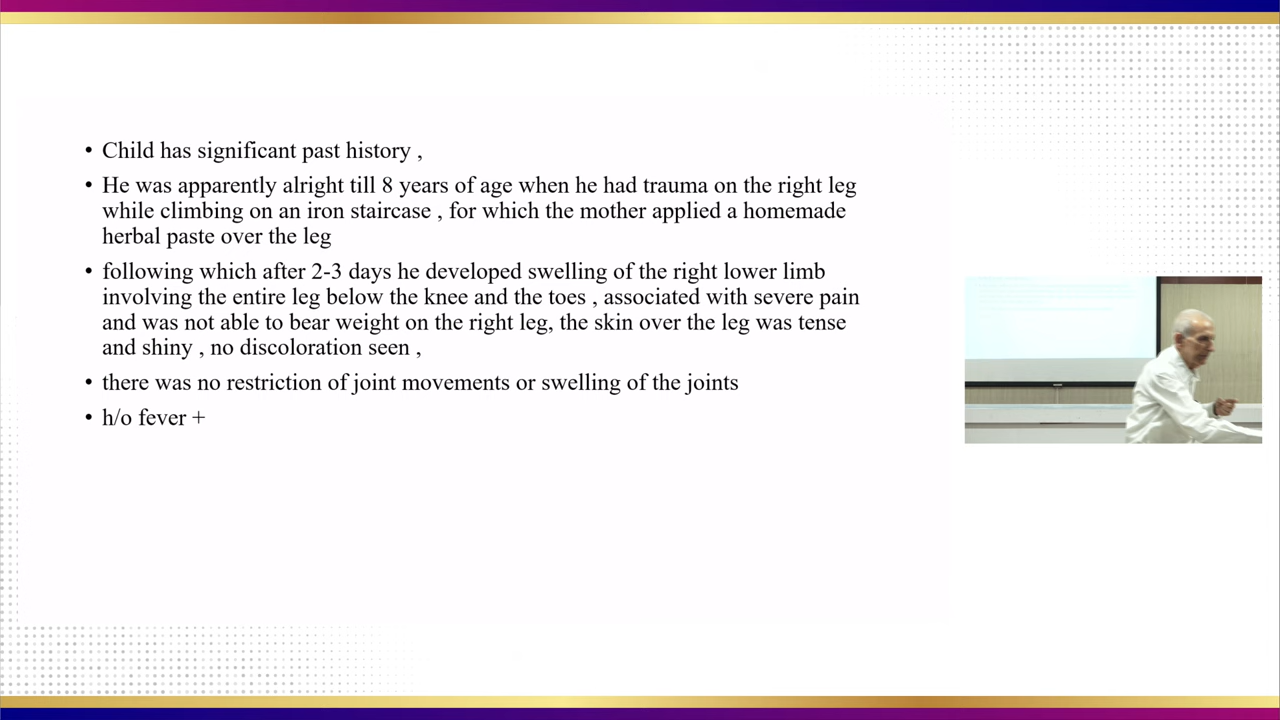 • Child has significant past history ,
• He was apparently alright till 8 years of age when he had trauma on the right leg
while climbing on an iron staircase , for which the mother applied a homemade
herbal paste over the leg
• following which after 2-3 days he developed swelling of the right lower limb
involving the entire leg below the knee and the toes , associated with severe pain
and was not able to bear weight on the right leg, the skin over the leg was tense
and shiny , no discoloration seen ,
• there was no restriction of joint movements or swelling of the joints
• h/o fever +